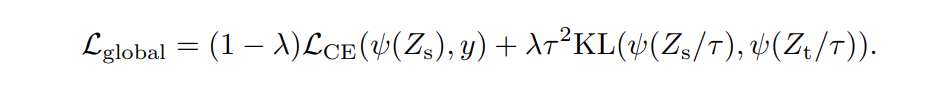 ℒ_global = (1 − λ)ℒ_CE(ψ(Z_s), y) + λτ²KL(ψ(Z_s/τ), ψ(Z_t/τ)).